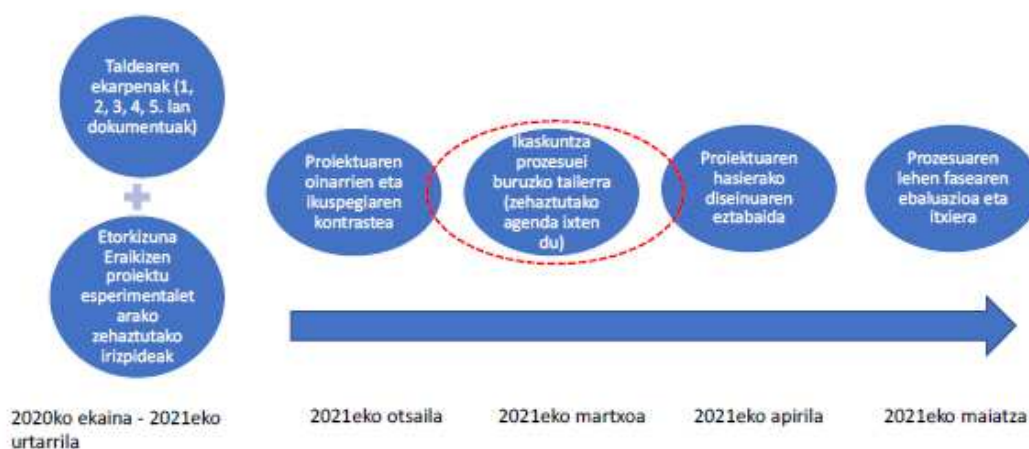 Taldearen
ekarpenak (1,
2, 3, 4, 5. lan
dokumentuak)
Etorkizuna
Eraikizen
proiektu
esperimentalet
arako
zehaztutako
irizpideak
Proiektuaren
oinarrien eta
ikuspegiaren
kontrastea
Ikaskuntza
prozesuei
buruzko tailerra
(zehaztutako
agenda ixten
du)
Proiektuaren
hasierako
diseinuaren
eztabaida
Prozesuaren
lehen fasearen
ebaluazioa eta
itxiera
2020ko ekaina - 2021eko
urtarrila
2021eko otsaila
2021eko martxoa
2021eko apirila
2021eko maiatza